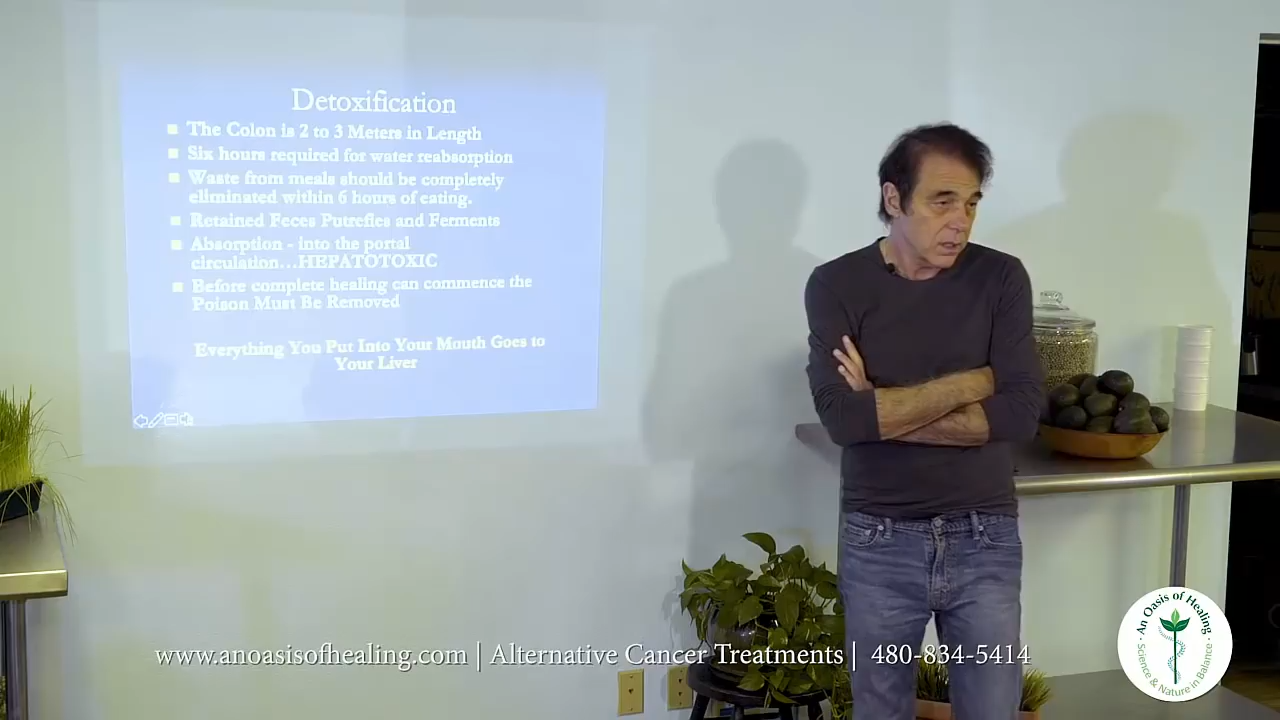 Detoxification
The Colon is 2 to 3 Meters in Length
Six hours required for water reabsorption
Waste from meals should be completely
eliminated within 6 hours of eating.
Retained Feces Putrefies and Ferments
Absorption - into the portal
circulation...HEPATOTOXIC
Before complete healing can commence the
Poison Must Be Removed
Everything You Put Into Your Mouth Goes to
Your Liver
www.anoasisofhealing.com | Alternative Cancer Treatments | 480-834-5414
An Oasis of Healing
Science & Nature in Balance